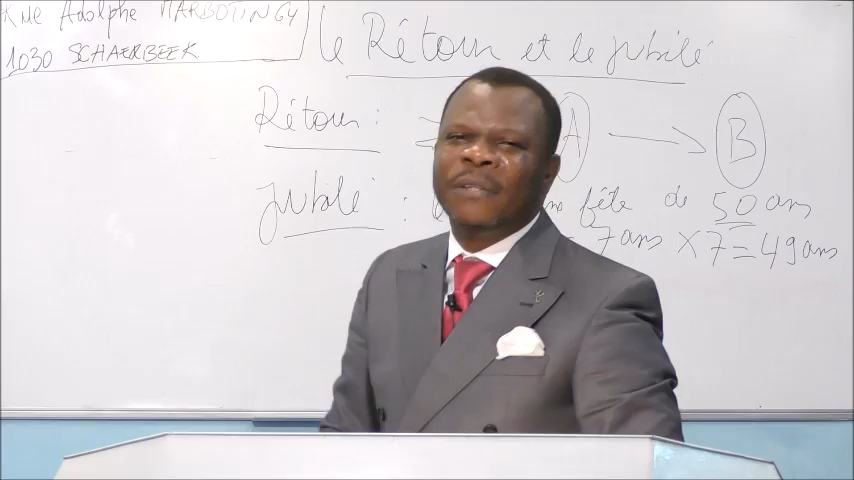 Adolphe MARBOTIN 64
1030 SCHAERBEEK
le Rétour et le jubilé
Rétour : = A → B
jubilé : fête de 50 ans
7 ans X 7 = 49 ans